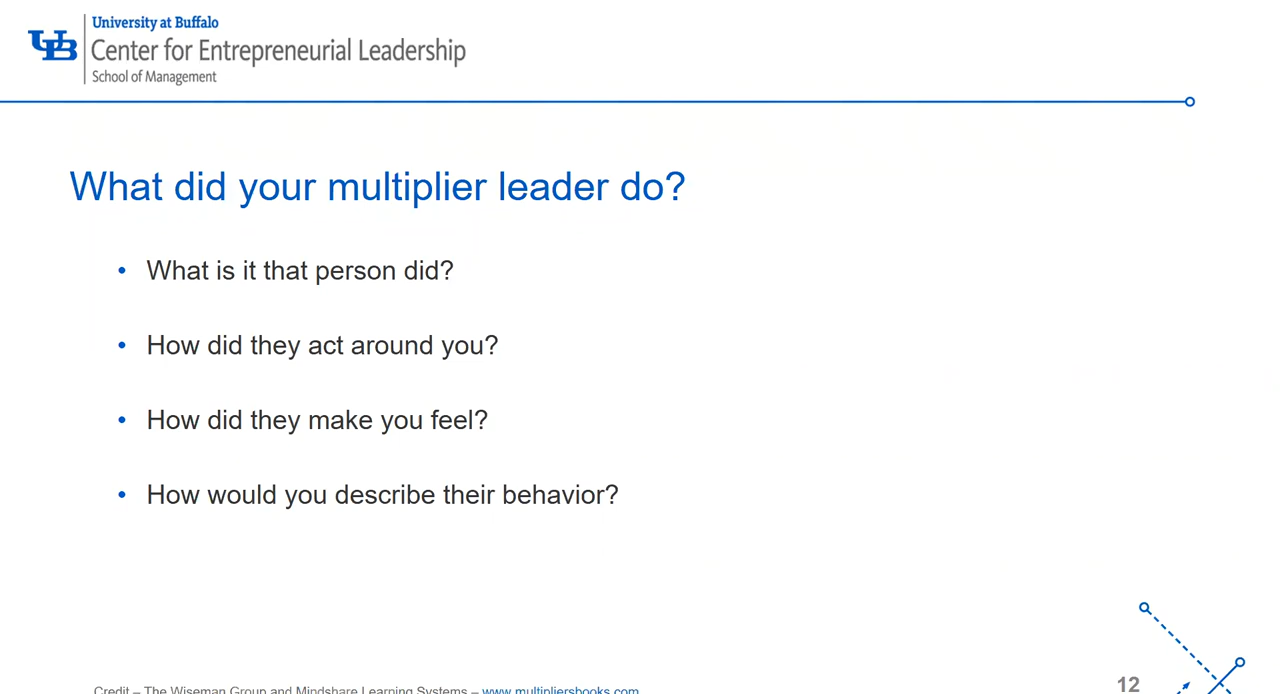 UB
University at Buffalo
Center for Entrepreneurial Leadership
School of Management
What did your multiplier leader do?
• What is it that person did?
• How did they act around you?
• How did they make you feel?
• How would you describe their behavior?
Credit – The Wiseman Group and Mindshare Learning Systems – www.multipliersbooks.com
12